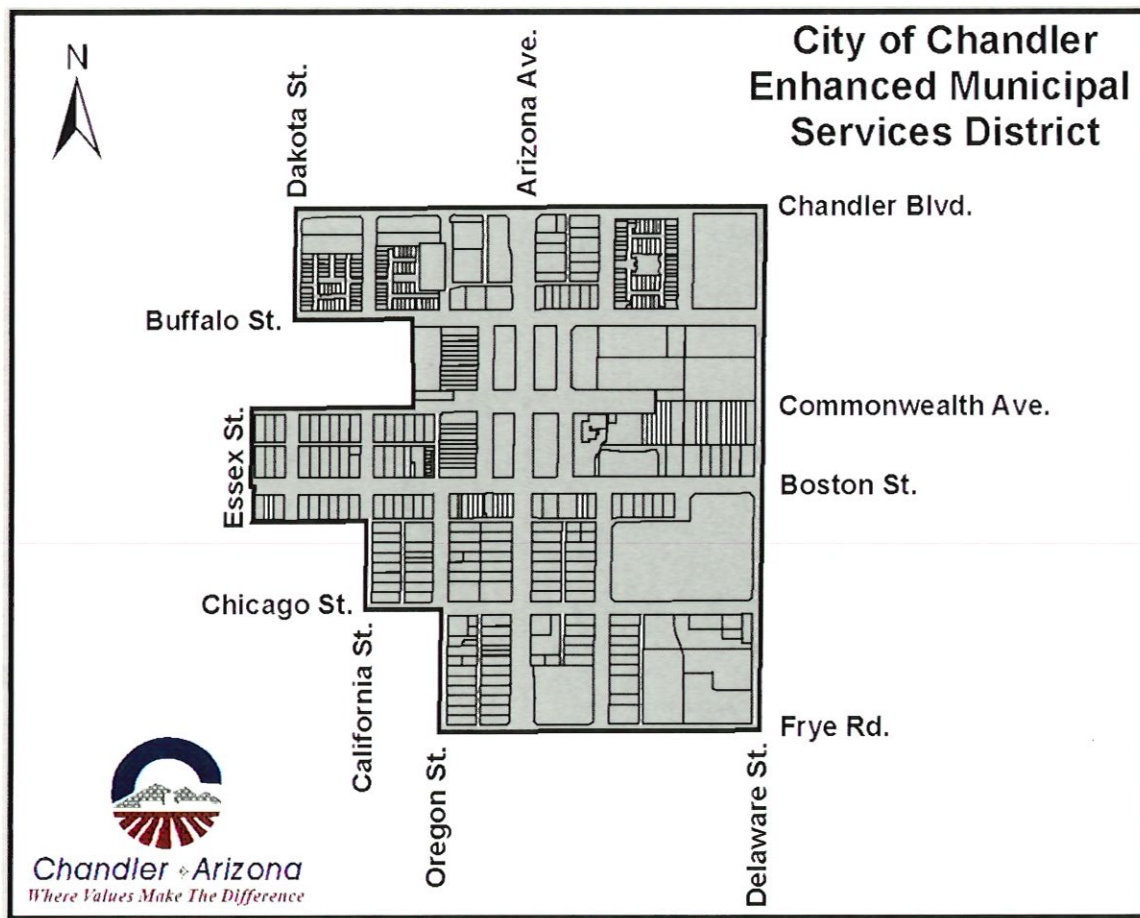 City of Chandler
Enhanced Municipal
Services District
N
Dakota St.
Arizona Ave.
Chandler Blvd.
Buffalo St.
Commonwealth Ave.
Essex St.
Boston St.
Chicago St.
California St.
Oregon St.
Frye Rd.
Delaware St.
Chandler Arizona
Where Values Make The Difference